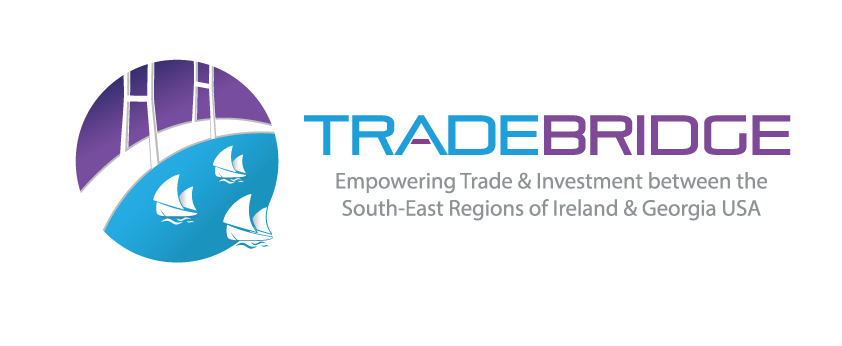 TRADEBRIDGE
Empowering Trade & Investment between the
South-East Regions of Ireland & Georgia USA